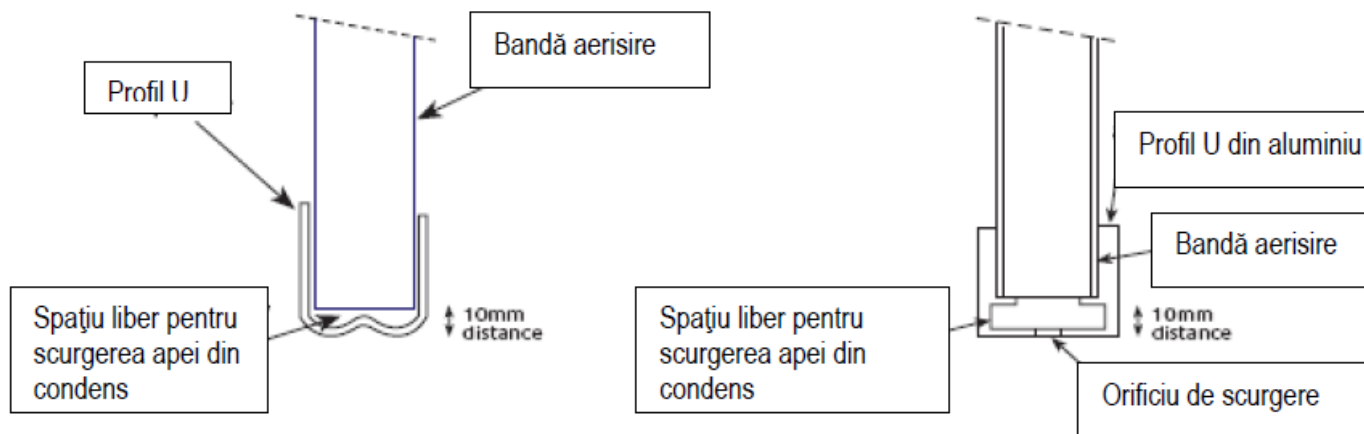 Bandă aerisire
Profil U
Spaţiu liber pentru
scurgerea apei din
condens
10mm
distance
Profil U din aluminiu
Bandă aerisire
Spaţiu liber pentru
scurgerea apei din
condens
10mm
distance
Orificiu de scurgere